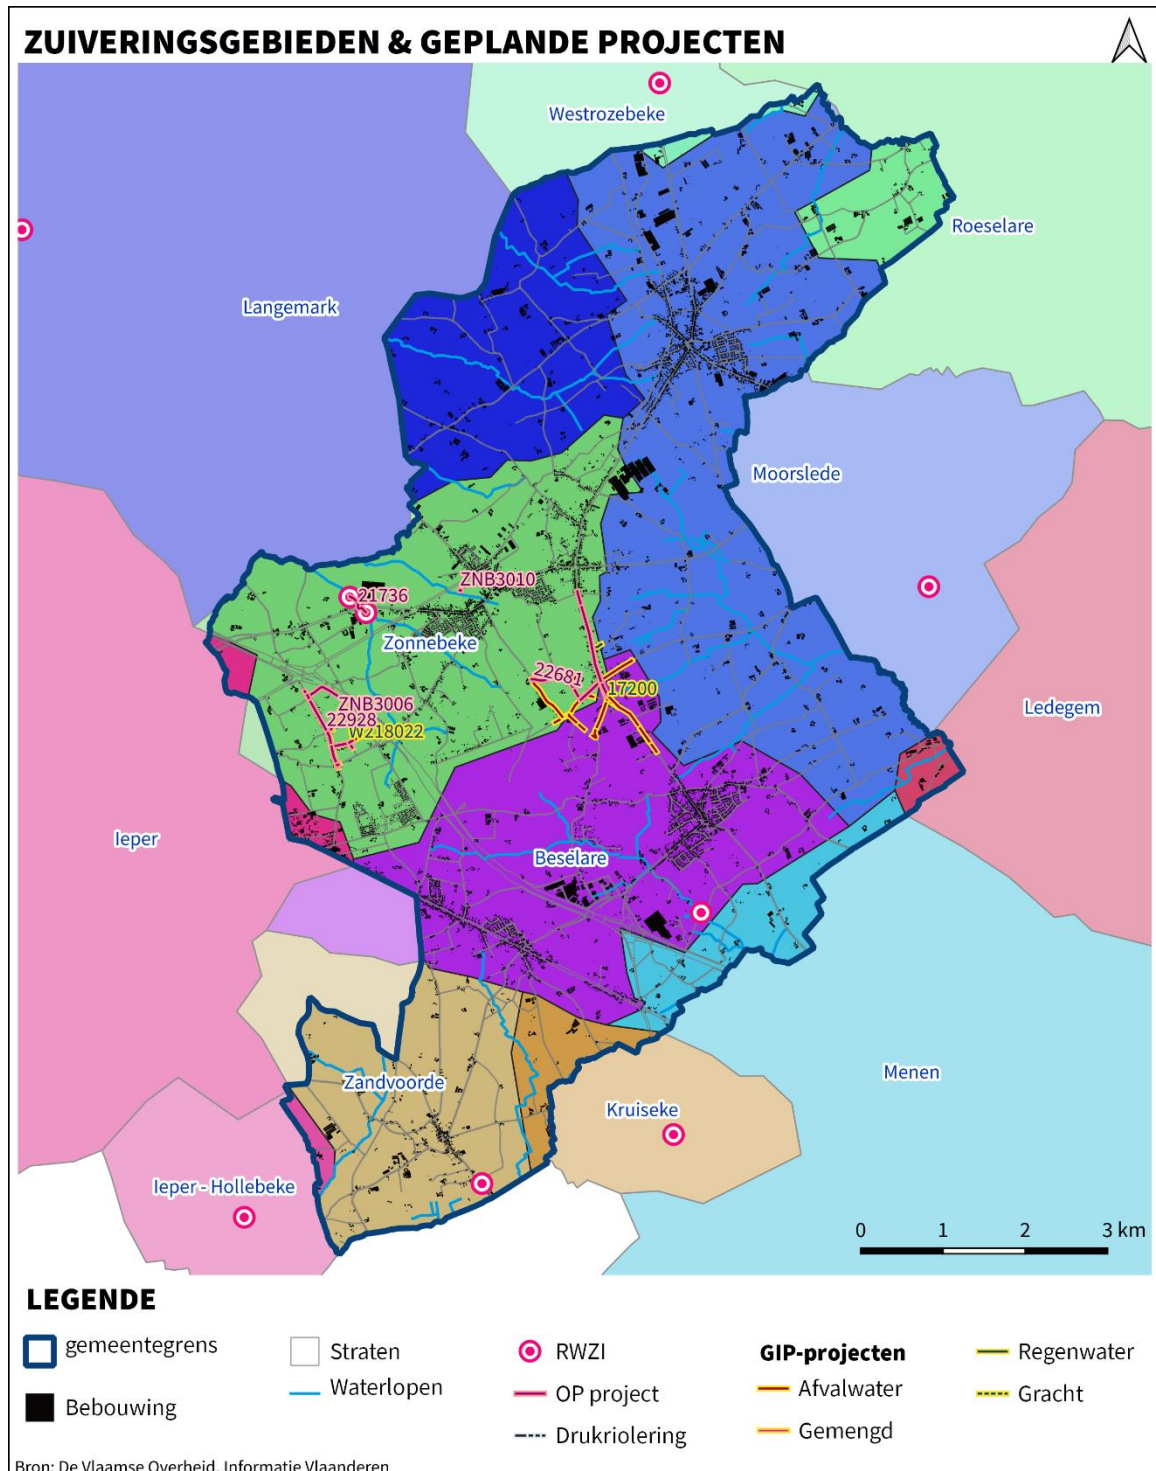 ZUIVERINGSGEBIEDEN & GEPLANDE PROJECTEN
Westrozebeke
Roeselare
Langemark
Moorslede
ZNB3010
21736
Zonnebeke
22681
17200
ZNB3006
22928
W218022
Ledegem
Ieper
Beselare
Menen
Zandvoorde
Kruiseke
Ieper - Hollebeke
0 1 2 3 km
LEGENDE
gemeentegrens
Bebouwing
Straten
Waterlopen
RWZI
OP project
Drukriolering
GIP-projecten
Afvalwater
Gemengd
Regenwater
Gracht
Bron: De Vlaamse Overheid, Informatie Vlaanderen